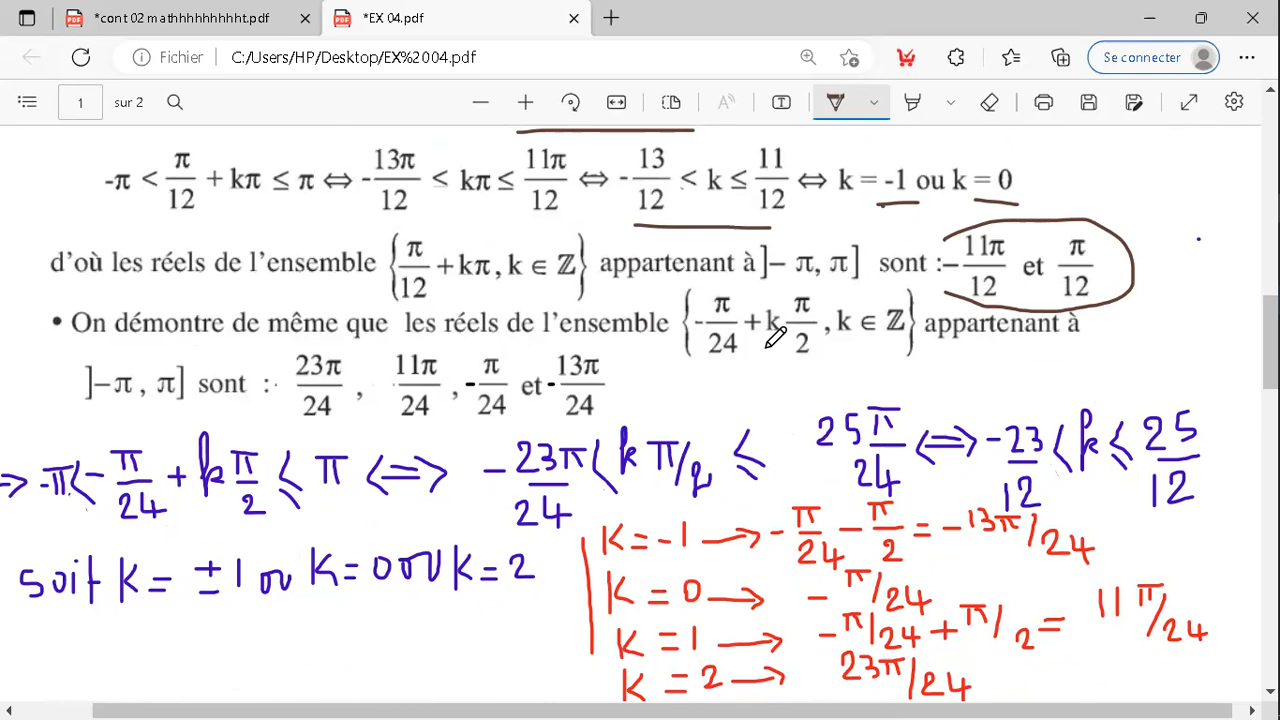 *cont 02 mathhhhhhhhht.pdf
*EX 04.pdf
Fichier | C:/Users/HP/Desktop/EX%2004.pdf
Se connecter
1 sur 2
-π < π/12 + kπ ≤ π ⇔ -13π/12 < kπ ≤ 11π/12 ⇔ -13/12 < k ≤ 11/12 ⇔ k = -1 ou k = 0
d'où les réels de l'ensemble {π/12 + kπ, k ∈ ℤ} appartenant à ]- π, π] sont : -11π/12 et π/12
• On démontre de même que les réels de l'ensemble {-π/24 + k π/2, k ∈ ℤ} appartenant à
]-π , π] sont : 23π/24 , 11π/24 , -π/24 et -13π/24
⇒ -π < -π/24 + k π/2 ≤ π ⇔ -23π/24 < k π/2 ≤ 25π/24 ⇔ -23/12 < k ≤ 25/12
soit K = ±1 ou K = 0 ou K = 2
K = -1 → -π/24 - π/2 = -13π/24
K = 0 → -π/24
K = 1 → -π/24 + π/2 = 11π/24
K = 2 → 23π/24